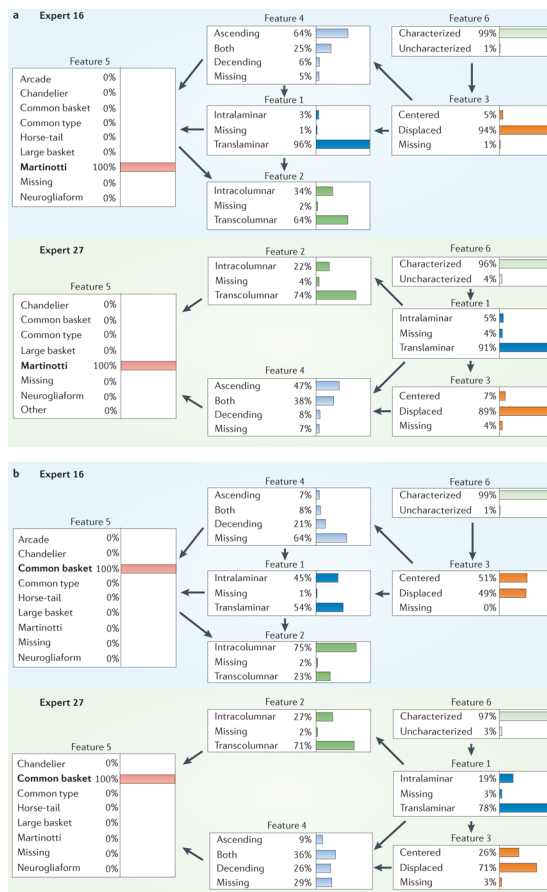 a Expert 16
Feature 4
Ascending 64%
Both 25%
Decending 6%
Missing 5%
Feature 6
Characterized 99%
Uncharacterized 1%
Feature 5
Arcade 0%
Chandelier 0%
Common basket 0%
Common type 0%
Horse-tail 0%
Large basket 0%
Martinotti 100%
Missing 0%
Neurogliaform 0%
Feature 1
Intralaminar 3%
Missing 1%
Translaminar 96%
Feature 3
Centered 5%
Displaced 94%
Missing 1%
Feature 2
Intracolumnar 34%
Missing 2%
Transcolumnar 64%
Expert 27
Feature 2
Intracolumnar 22%
Missing 4%
Transcolumnar 74%
Feature 6
Characterized 96%
Uncharacterized 4%
Feature 5
Chandelier 0%
Common basket 0%
Common type 0%
Large basket 0%
Martinotti 100%
Missing 0%
Neurogliaform 0%
Other 0%
Feature 1
Intralaminar 5%
Missing 4%
Translaminar 91%
Feature 4
Ascending 47%
Both 38%
Decending 8%
Missing 7%
Feature 3
Centered 7%
Displaced 89%
Missing 4%
b Expert 16
Feature 4
Ascending 7%
Both 8%
Decending 21%
Missing 64%
Feature 6
Characterized 99%
Uncharacterized 1%
Feature 5
Arcade 0%
Chandelier 0%
Common basket 100%
Common type 0%
Horse-tail 0%
Large basket 0%
Martinotti 0%
Missing 0%
Neurogliaform 0%
Feature 1
Intralaminar 45%
Missing 1%
Translaminar 54%
Feature 3
Centered 51%
Displaced 49%
Missing 0%
Feature 2
Intracolumnar 75%
Missing 2%
Transcolumnar 23%
Expert 27
Feature 2
Intracolumnar 27%
Missing 2%
Transcolumnar 71%
Feature 6
Characterized 97%
Uncharacterized 3%
Feature 5
Chandelier 0%
Common basket 100%
Common type 0%
Horse-tail 0%
Large basket 0%
Martinotti 0%
Missing 0%
Neurogliaform 0%
Feature 1
Intralaminar 19%
Missing 3%
Translaminar 78%
Feature 4
Ascending 9%
Both 36%
Decending 26%
Missing 29%
Feature 3
Centered 26%
Displaced 71%
Missing 3%